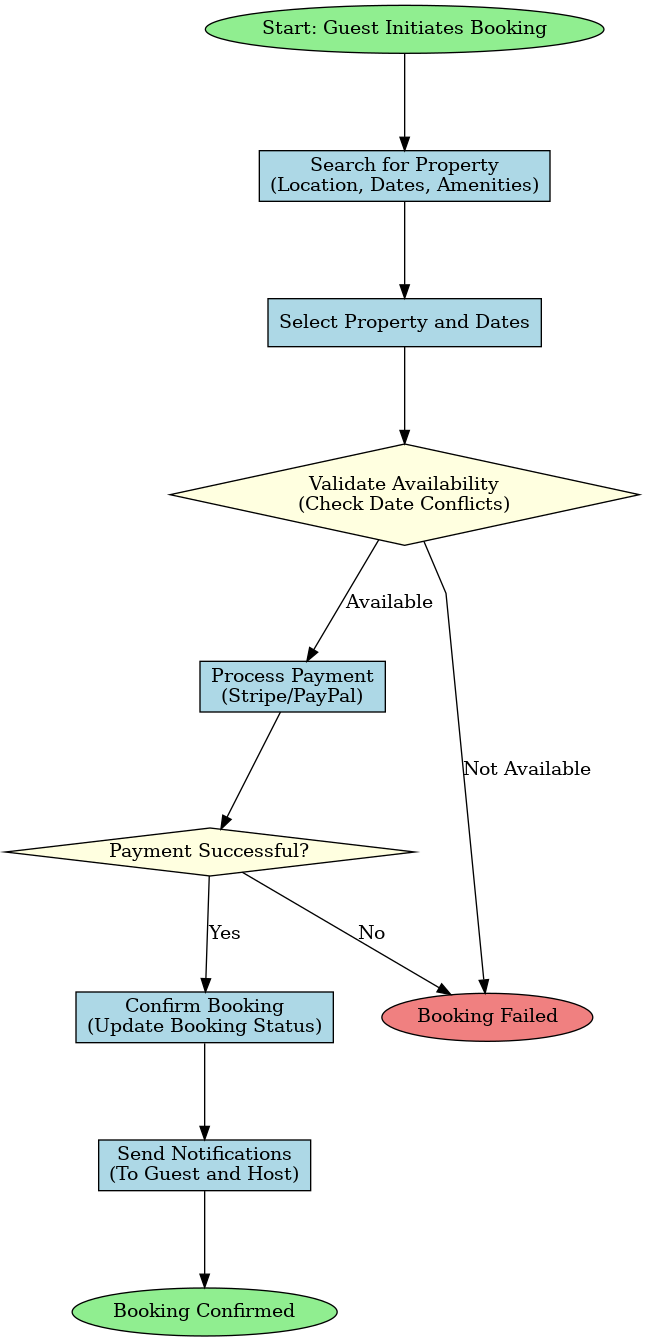 Start: Guest Initiates Booking
Search for Property
(Location, Dates, Amenities)
Select Property and Dates
Validate Availability
(Check Date Conflicts)
Available
Process Payment
(Stripe/PayPal)
Not Available
Payment Successful?
Yes
No
Confirm Booking
(Update Booking Status)
Booking Failed
Send Notifications
(To Guest and Host)
Booking Confirmed